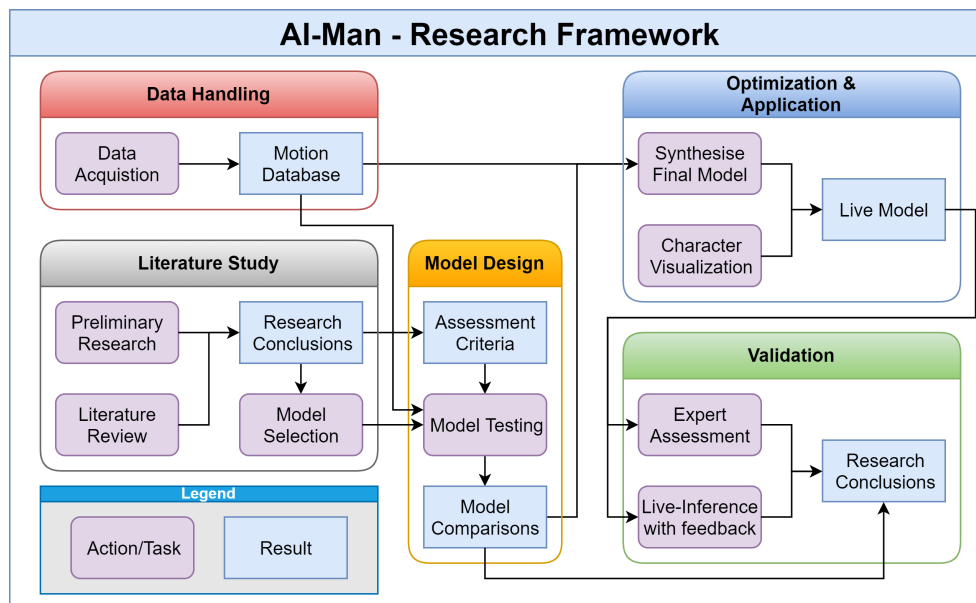 AI-Man - Research Framework
Data Handling
Data
Acquistion
Motion
Database
Optimization &
Application
Synthesise
Final Model
Character
Visualization
Live Model
Literature Study
Preliminary
Research
Literature
Review
Research
Conclusions
Model
Selection
Model Design
Assessment
Criteria
Model Testing
Model
Comparisons
Validation
Expert
Assessment
Live-Inference
with feedback
Research
Conclusions
Legend
Action/Task
Result